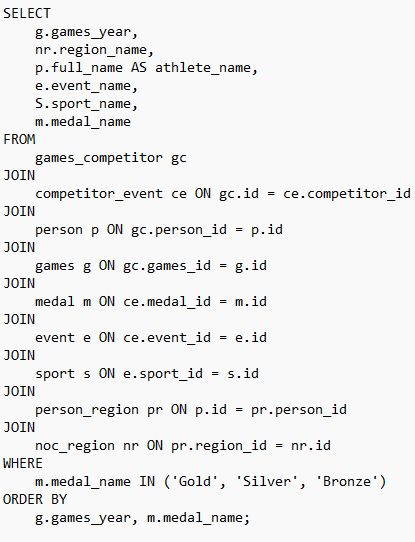 SELECT
    g.games_year,
    nr.region_name,
    p.full_name AS athlete_name,
    e.event_name,
    S.sport_name,
    m.medal_name
FROM
    games_competitor gc
JOIN
    competitor_event ce ON gc.id = ce.competitor_id
JOIN
    person p ON gc.person_id = p.id
JOIN
    games g ON gc.games_id = g.id
JOIN
    medal m ON ce.medal_id = m.id
JOIN
    event e ON ce.event_id = e.id
JOIN
    sport s ON e.sport_id = s.id
JOIN
    person_region pr ON p.id = pr.person_id
JOIN
    noc_region nr ON pr.region_id = nr.id
WHERE
    m.medal_name IN ('Gold', 'Silver', 'Bronze')
ORDER BY
    g.games_year, m.medal_name;